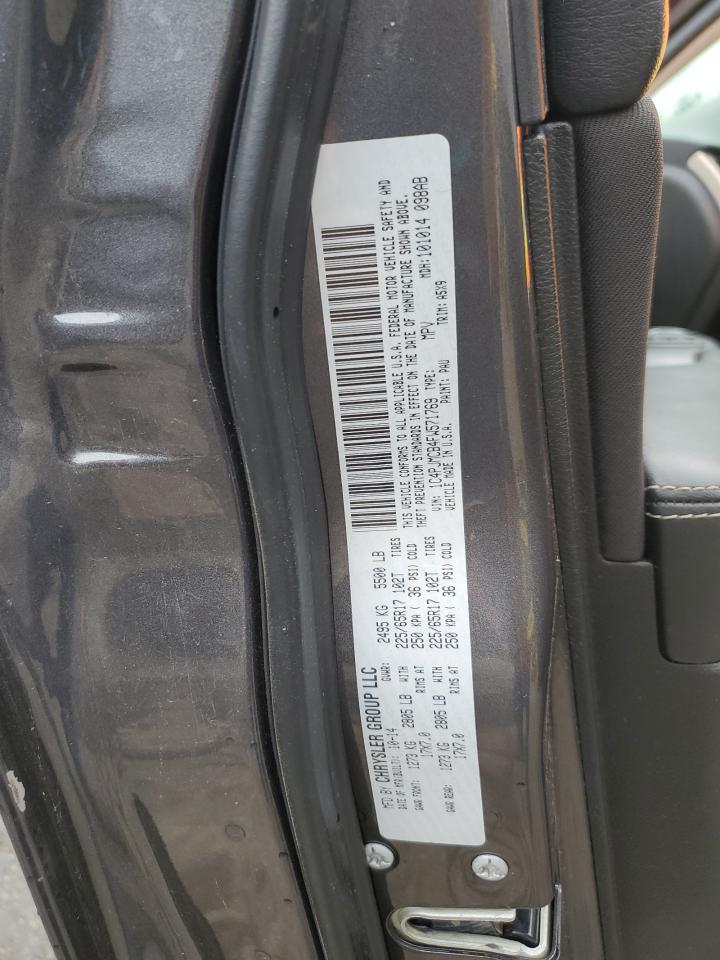 MFD BY CHRYSLER GROUP LLC
DATE OF MFR(BUILT): 10-14 GVWR: 2495 KG 5500 LB
GAWR FRONT: 1273 KG 2805 LB WITH 225/65R17 102T TIRES
17X7.0 RIMS AT 250 KPA ( 36 PSI) COLD
GAWR REAR: 1273 KG 2805 LB WITH 225/65R17 102T TIRES
17X7.0 RIMS AT 250 KPA ( 36 PSI) COLD
THIS VEHICLE CONFORMS TO ALL APPLICABLE U.S.A. FEDERAL MOTOR VEHICLE SAFETY AND
THEFT PREVENTION STANDARDS IN EFFECT ON THE DATE OF MANUFACTURE SHOWN ABOVE.
VIN: 1C4PJMCB4FW571769 TYPE: MPV MDH:101014 098AB
VEHICLE MADE IN U.S.A. PAINT: PAU TRIM: A5X9